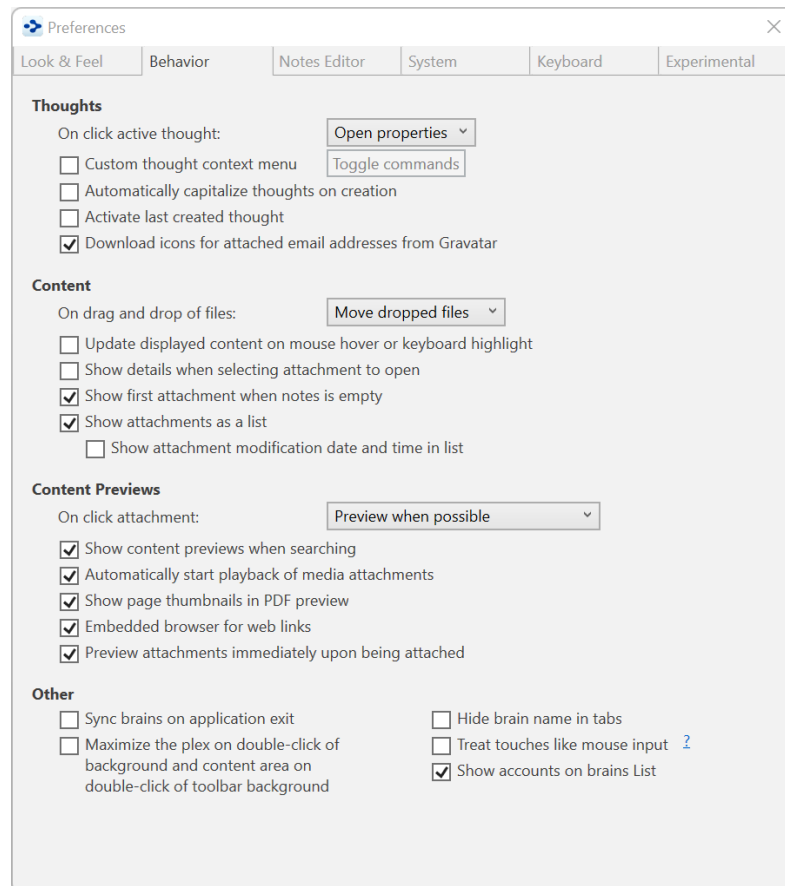 Preferences
Look & Feel
Behavior
Notes Editor
System
Keyboard
Experimental
Thoughts
On click active thought:
Open properties
Custom thought context menu
Toggle commands
Automatically capitalize thoughts on creation
Activate last created thought
Download icons for attached email addresses from Gravatar
Content
On drag and drop of files:
Move dropped files
Update displayed content on mouse hover or keyboard highlight
Show details when selecting attachment to open
Show first attachment when notes is empty
Show attachments as a list
Show attachment modification date and time in list
Content Previews
On click attachment:
Preview when possible
Show content previews when searching
Automatically start playback of media attachments
Show page thumbnails in PDF preview
Embedded browser for web links
Preview attachments immediately upon being attached
Other
Sync brains on application exit
Maximize the plex on double-click of
background and content area on
double-click of toolbar background
Hide brain name in tabs
Treat touches like mouse input ?
Show accounts on brains List